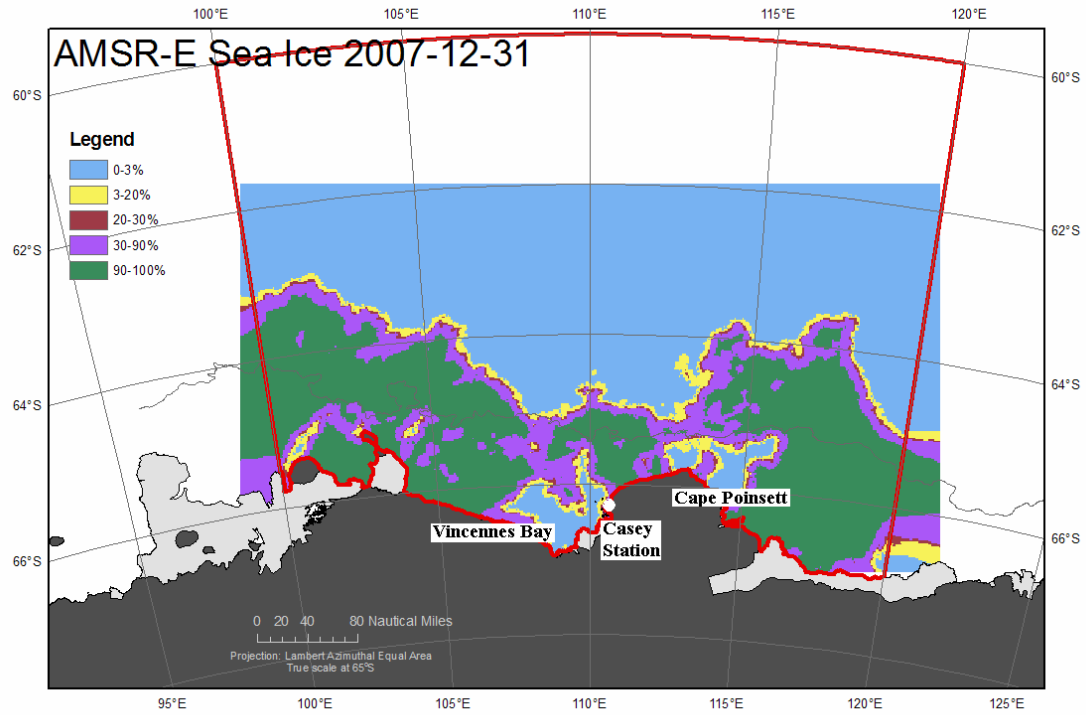 100°E 105°E 110°E 115°E 120°E
AMSR-E Sea Ice 2007-12-31
60°S 60°S
Legend
0-3%
3-20%
20-30%
30-90%
90-100%
62°S 62°S
64°S 64°S
Cape Poinsett
Vincennes Bay
Casey
Station
66°S 66°S
0 20 40 80 Nautical Miles
Projection: Lambert Azimuthal Equal Area
True scale at 65°S
95°E 100°E 105°E 110°E 115°E 120°E 125°E